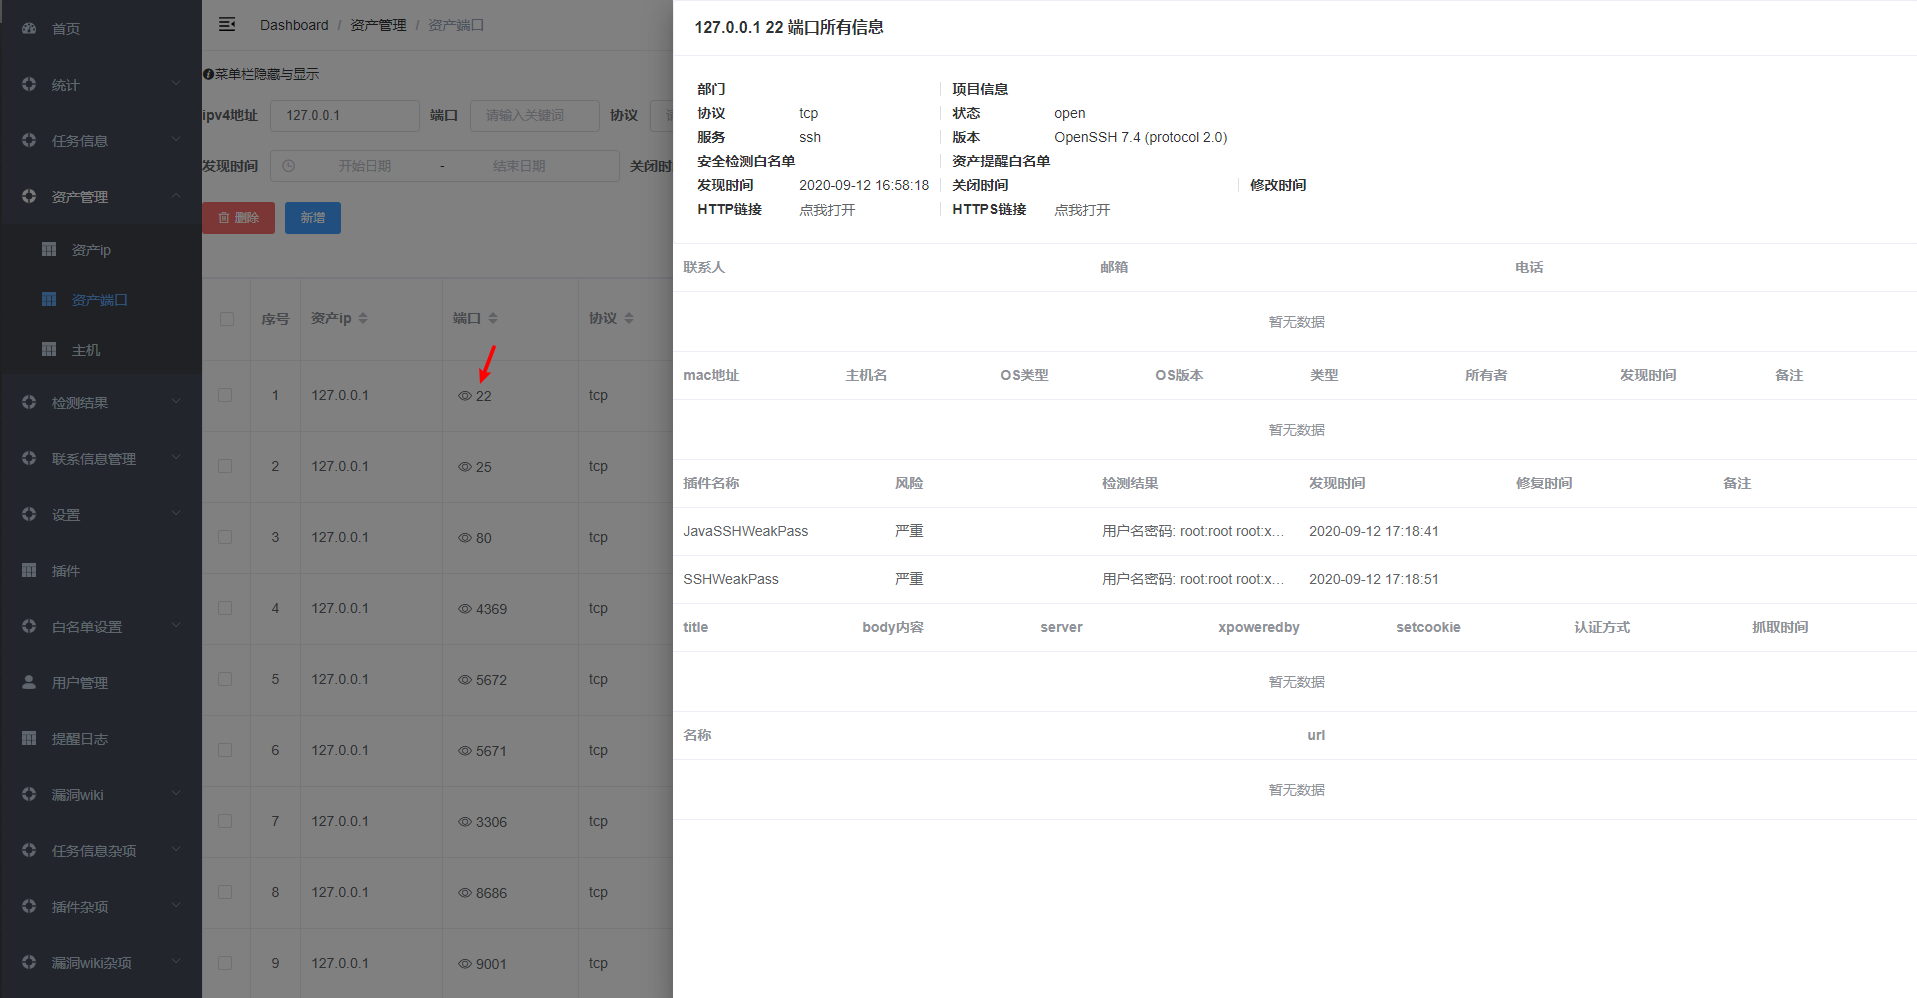 首页
统计
任务信息
资产管理
资产ip
资产端口
主机
检测结果
联系信息管理
设置
插件
白名单设置
用户管理
提醒日志
漏洞wiki
任务信息杂项
插件杂项
漏洞wiki杂项
Dashboard / 资产管理 / 资产端口
菜单栏隐藏与显示
ipv4地址 127.0.0.1 端口 请输入关键词 协议
发现时间 开始日期 - 结束日期 关闭时
删除 新增
序号 资产ip 端口 协议
1 127.0.0.1 22 tcp
2 127.0.0.1 25 tcp
3 127.0.0.1 80 tcp
4 127.0.0.1 4369 tcp
5 127.0.0.1 5672 tcp
6 127.0.0.1 5671 tcp
7 127.0.0.1 3306 tcp
8 127.0.0.1 8686 tcp
9 127.0.0.1 9001 tcp
127.0.0.1 22 端口所有信息
部门 项目信息
协议 tcp 状态 open
服务 ssh 版本 OpenSSH 7.4 (protocol 2.0)
安全检测白名单 资产提醒白名单
发现时间 2020-09-12 16:58:18 关闭时间 修改时间
HTTP链接 点我打开 HTTPS链接 点我打开
联系人 邮箱 电话
暂无数据
mac地址 主机名 OS类型 OS版本 类型 所有者 发现时间 备注
暂无数据
插件名称 风险 检测结果 发现时间 修复时间 备注
JavaSSHWeakPass 严重 用户名密码: root:root root:x... 2020-09-12 17:18:41
SSHWeakPass 严重 用户名密码: root:root root:x... 2020-09-12 17:18:51
title body内容 server xpoweredby setcookie 认证方式 抓取时间
暂无数据
名称 url
暂无数据